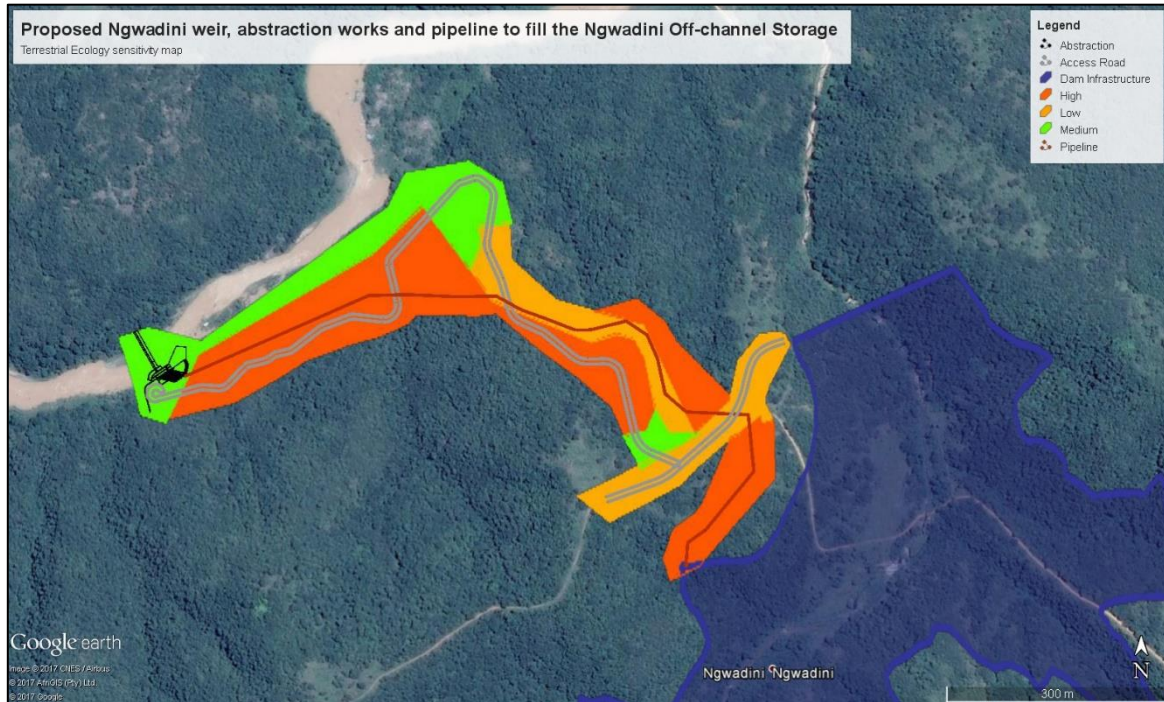 Proposed Ngwadini weir, abstraction works and pipeline to fill the Ngwadini Off-channel Storage
Terrestrial Ecology sensitivity map
Legend
Abstraction
Access Road
Dam Infrastructure
High
Low
Medium
Pipeline
Ngwadini Ngwadini
Google earth
Image © 2017 CNES / Airbus
© 2017 AfriGIS (Pty) Ltd.
© 2017 Google
N
300 m